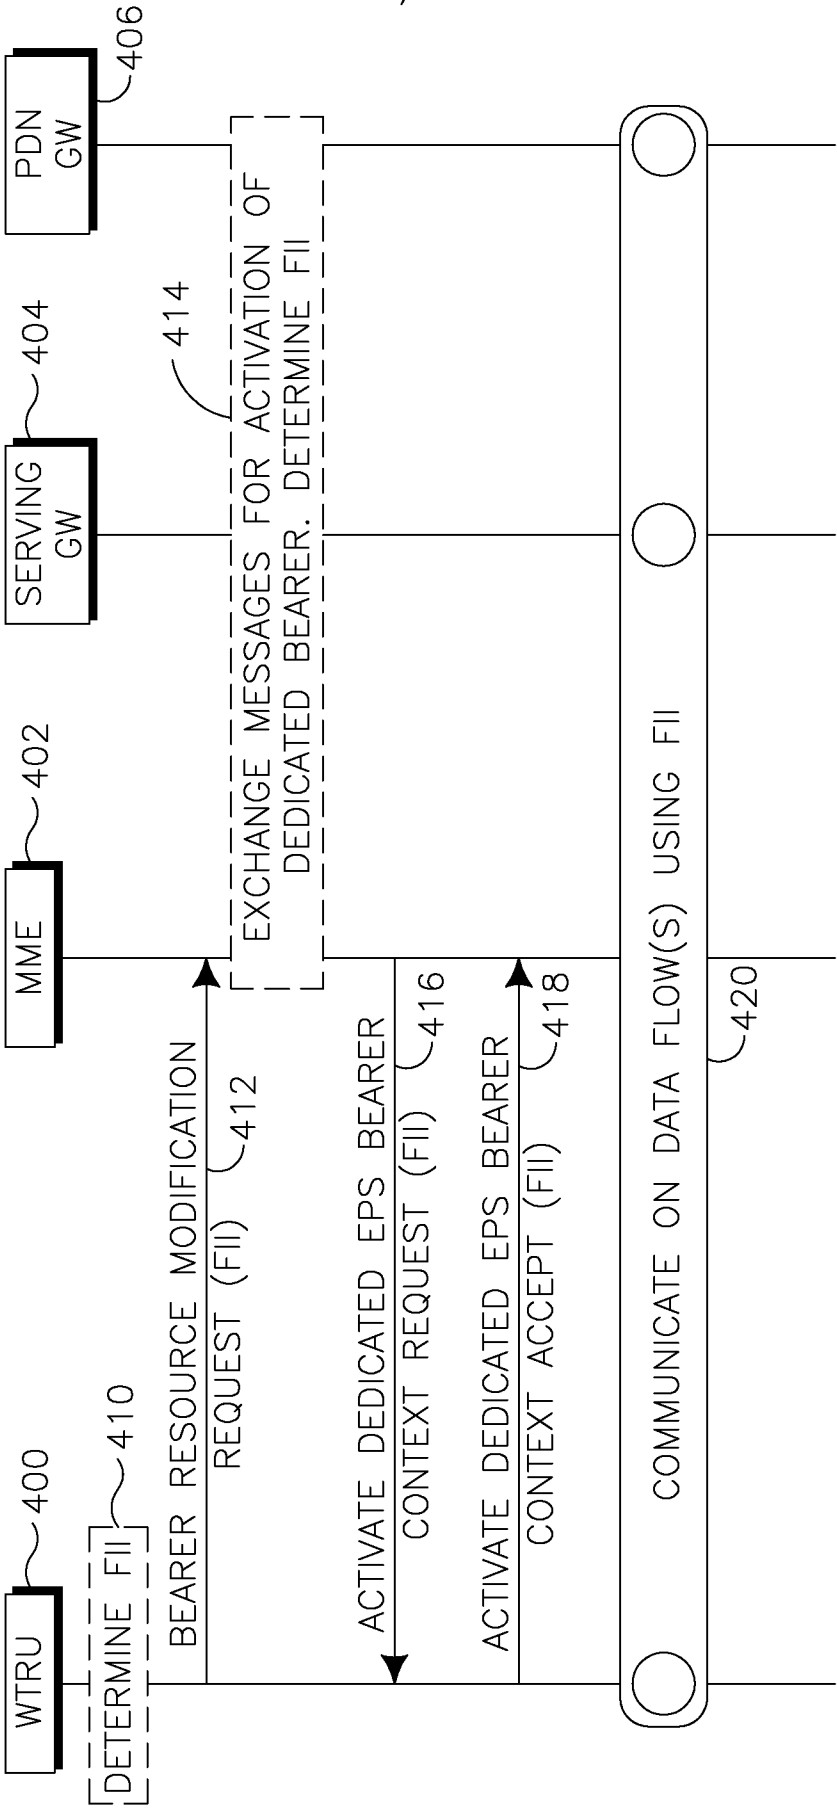 WTRU
400
MME
402
SERVING
GW
404
PDN
GW
406
DETERMINE FII
410
BEARER RESOURCE MODIFICATION
REQUEST (FII)
412
EXCHANGE MESSAGES FOR ACTIVATION OF
DEDICATED BEARER. DETERMINE FII
414
ACTIVATE DEDICATED EPS BEARER
CONTEXT REQUEST (FII)
416
ACTIVATE DEDICATED EPS BEARER
CONTEXT ACCEPT (FII)
418
COMMUNICATE ON DATA FLOW(S) USING FII
420